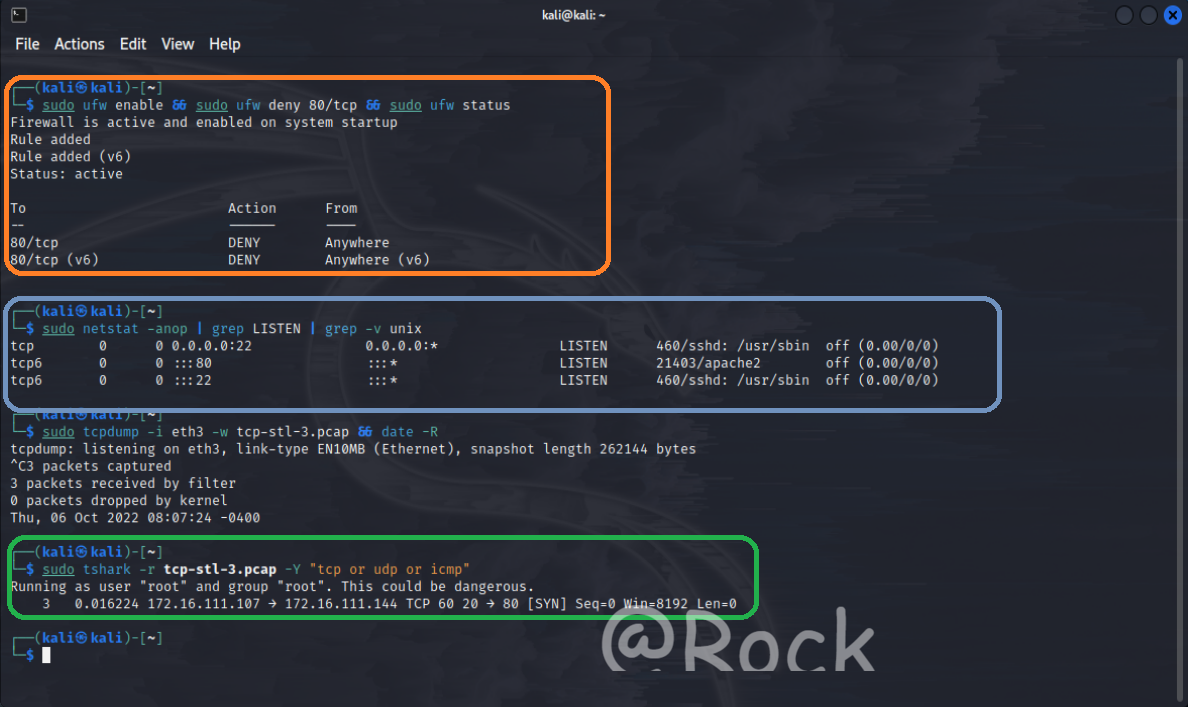 kali@kali: ~
File Actions Edit View Help
┌──(kali㉿kali)-[~]
└─$ sudo ufw enable && sudo ufw deny 80/tcp && sudo ufw status
Firewall is active and enabled on system startup
Rule added
Rule added (v6)
Status: active
To Action From
-- ------ ----
80/tcp DENY Anywhere
80/tcp (v6) DENY Anywhere (v6)
┌──(kali㉿kali)-[~]
└─$ sudo netstat -anop | grep LISTEN | grep -v unix
tcp 0 0 0.0.0.0:22 0.0.0.0:* LISTEN 460/sshd: /usr/sbin off (0.00/0/0)
tcp6 0 0 :::80 :::* LISTEN 21403/apache2 off (0.00/0/0)
tcp6 0 0 :::22 :::* LISTEN 460/sshd: /usr/sbin off (0.00/0/0)
┌──(kali㉿kali)-[~]
└─$ sudo tcpdump -i eth3 -w tcp-stl-3.pcap && date -R
tcpdump: listening on eth3, link-type EN10MB (Ethernet), snapshot length 262144 bytes
^C3 packets captured
3 packets received by filter
0 packets dropped by kernel
Thu, 06 Oct 2022 08:07:24 -0400
┌──(kali㉿kali)-[~]
└─$ sudo tshark -r tcp-stl-3.pcap -Y "tcp or udp or icmp"
Running as user "root" and group "root". This could be dangerous.
3 0.016224 172.16.111.107 → 172.16.111.144 TCP 60 20 → 80 [SYN] Seq=0 Win=8192 Len=0
┌──(kali㉿kali)-[~]
└─$
@Rock